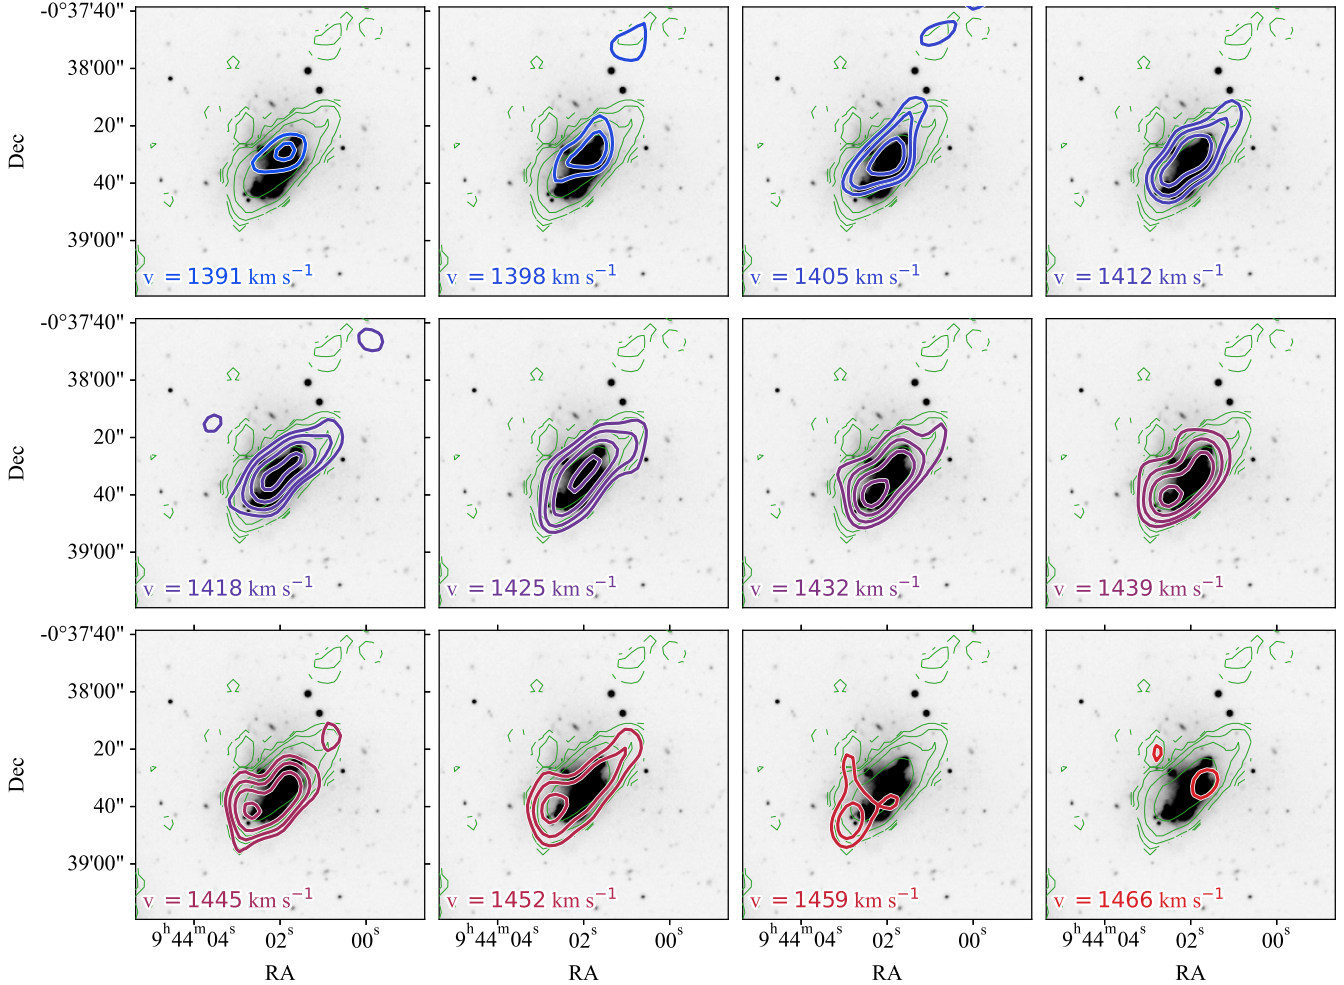 -0°37'40"
38'00"
20"
40"
39'00"
Dec
v = 1391 km s⁻¹
v = 1398 km s⁻¹
v = 1405 km s⁻¹
v = 1412 km s⁻¹
-0°37'40"
38'00"
20"
40"
39'00"
Dec
v = 1418 km s⁻¹
v = 1425 km s⁻¹
v = 1432 km s⁻¹
v = 1439 km s⁻¹
-0°37'40"
38'00"
20"
40"
39'00"
Dec
v = 1445 km s⁻¹
v = 1452 km s⁻¹
v = 1459 km s⁻¹
v = 1466 km s⁻¹
9ʰ44ᵐ04ˢ 02ˢ 00ˢ
9ʰ44ᵐ04ˢ 02ˢ 00ˢ
9ʰ44ᵐ04ˢ 02ˢ 00ˢ
9ʰ44ᵐ04ˢ 02ˢ 00ˢ
RA
RA
RA
RA